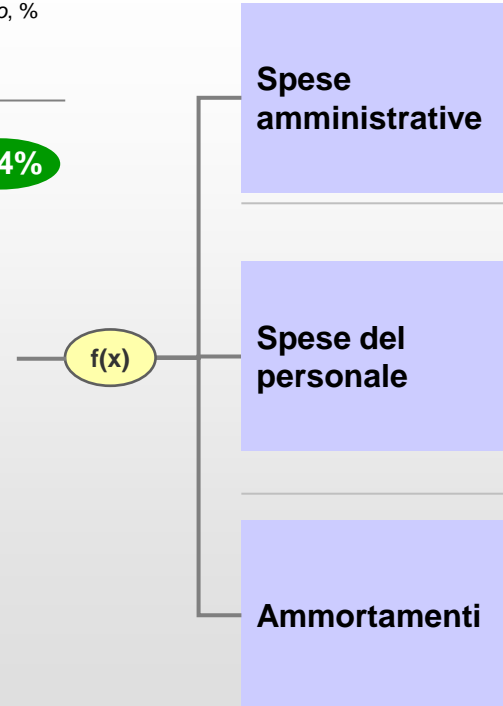 o, %
4%
Spese
amministrative
f(x)
Spese del
personale
Ammortamenti